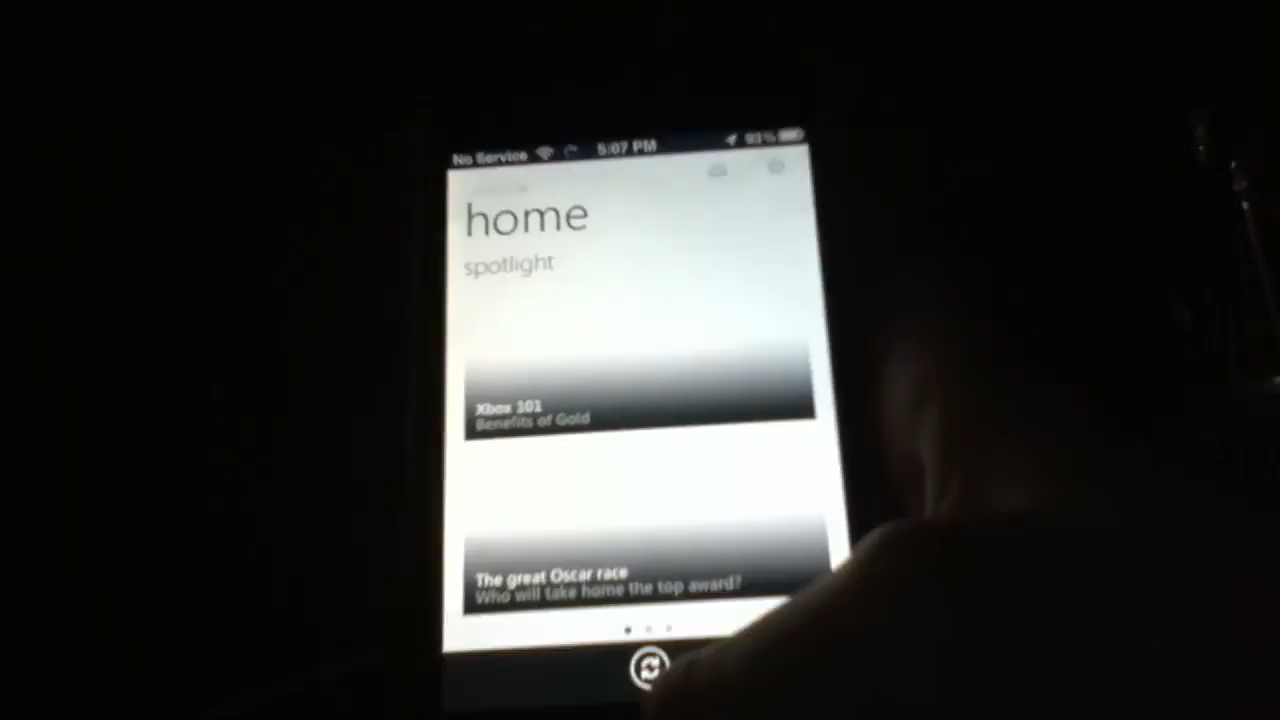 No Service 5:07 PM 93%
home
spotlight
Xbox 101
Benefits of Gold
The great Oscar race
Who will take home the top award?